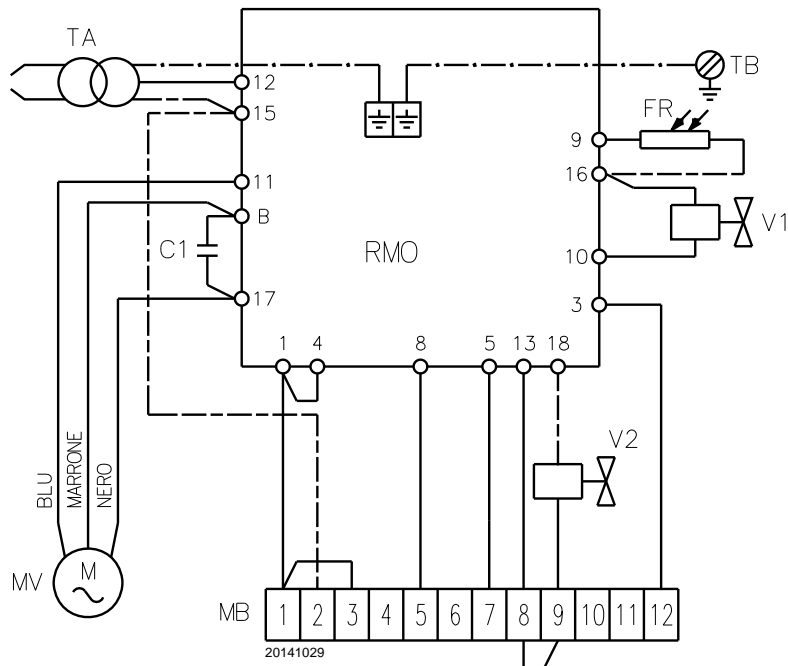 TA
12
TB
15
FR
9
16
11
V1
B
C1
RMO
10
17
3
1 4 8 5 13 18
V2
BLU
MARRONE
NERO
MV
M
MB
1 2 3 4 5 6 7 8 9 10 11 12
20141029